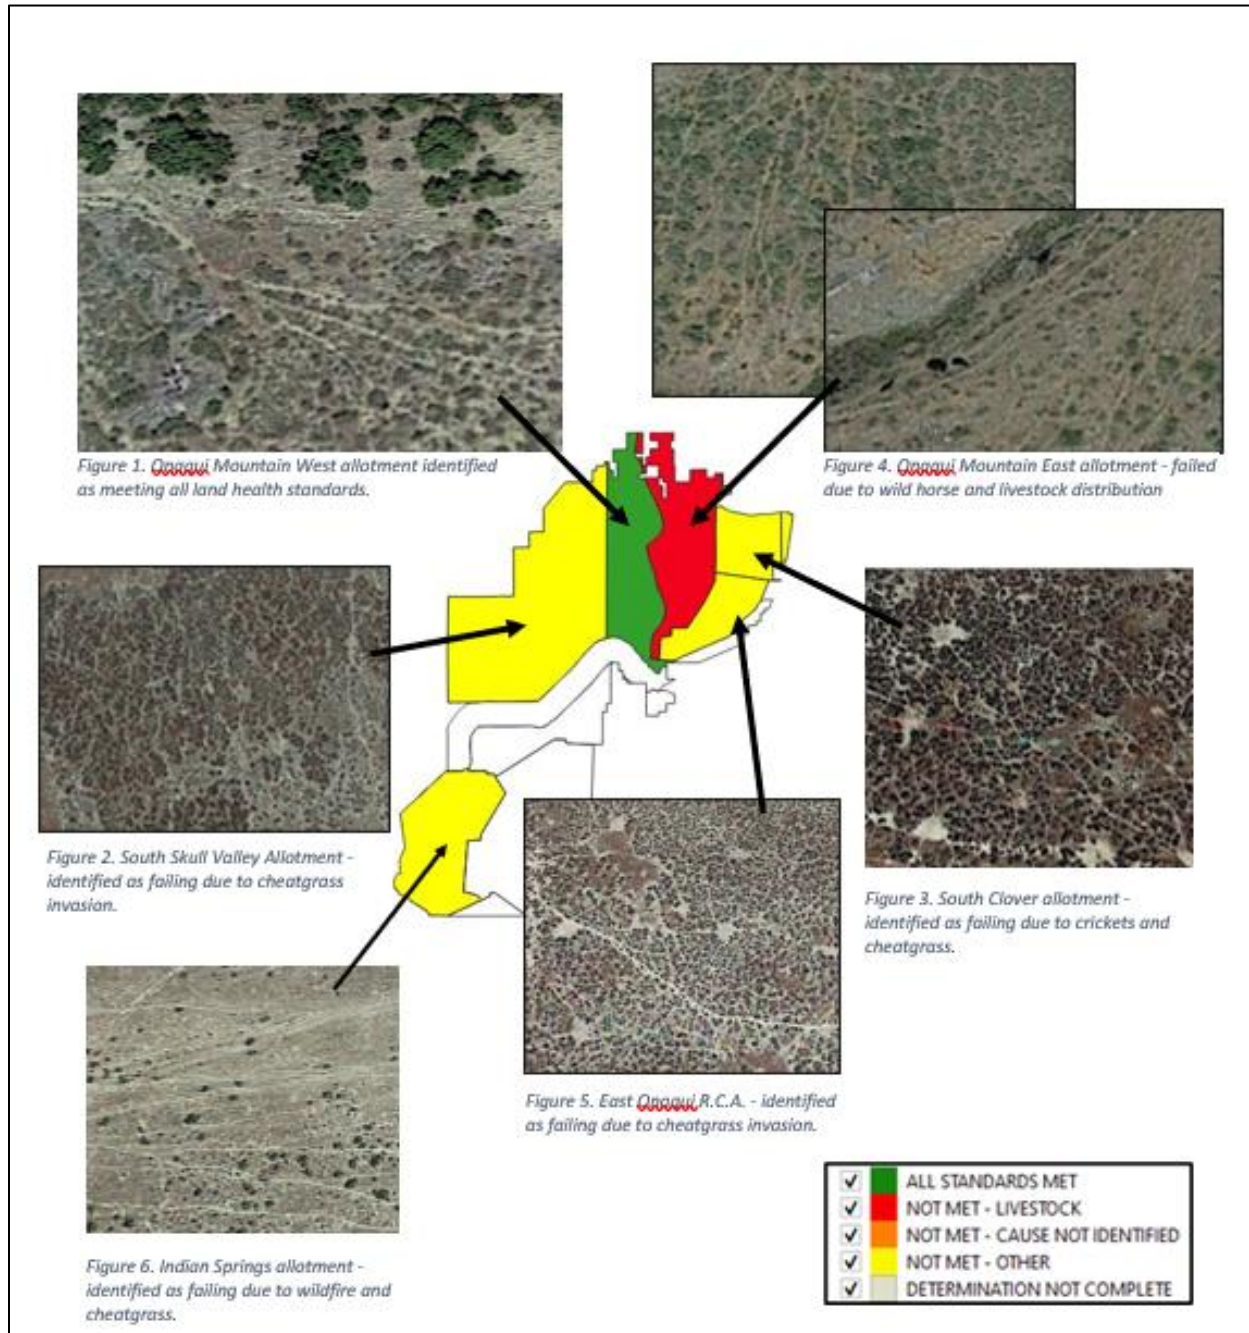 Figure 1. Onaqui Mountain West allotment identified
as meeting all land health standards.
Figure 4. Onaqui Mountain East allotment - failed
due to wild horse and livestock distribution
Figure 2. South Skull Valley Allotment -
identified as failing due to cheatgrass
invasion.
Figure 3. South Clover allotment -
identified as failing due to crickets and
cheatgrass.
Figure 5. East Onaqui R.C.A. - identified
as failing due to cheatgrass invasion.
Figure 6. Indian Springs allotment -
identified as failing due to wildfire and
cheatgrass.
ALL STANDARDS MET
NOT MET - LIVESTOCK
NOT MET - CAUSE NOT IDENTIFIED
NOT MET - OTHER
DETERMINATION NOT COMPLETE